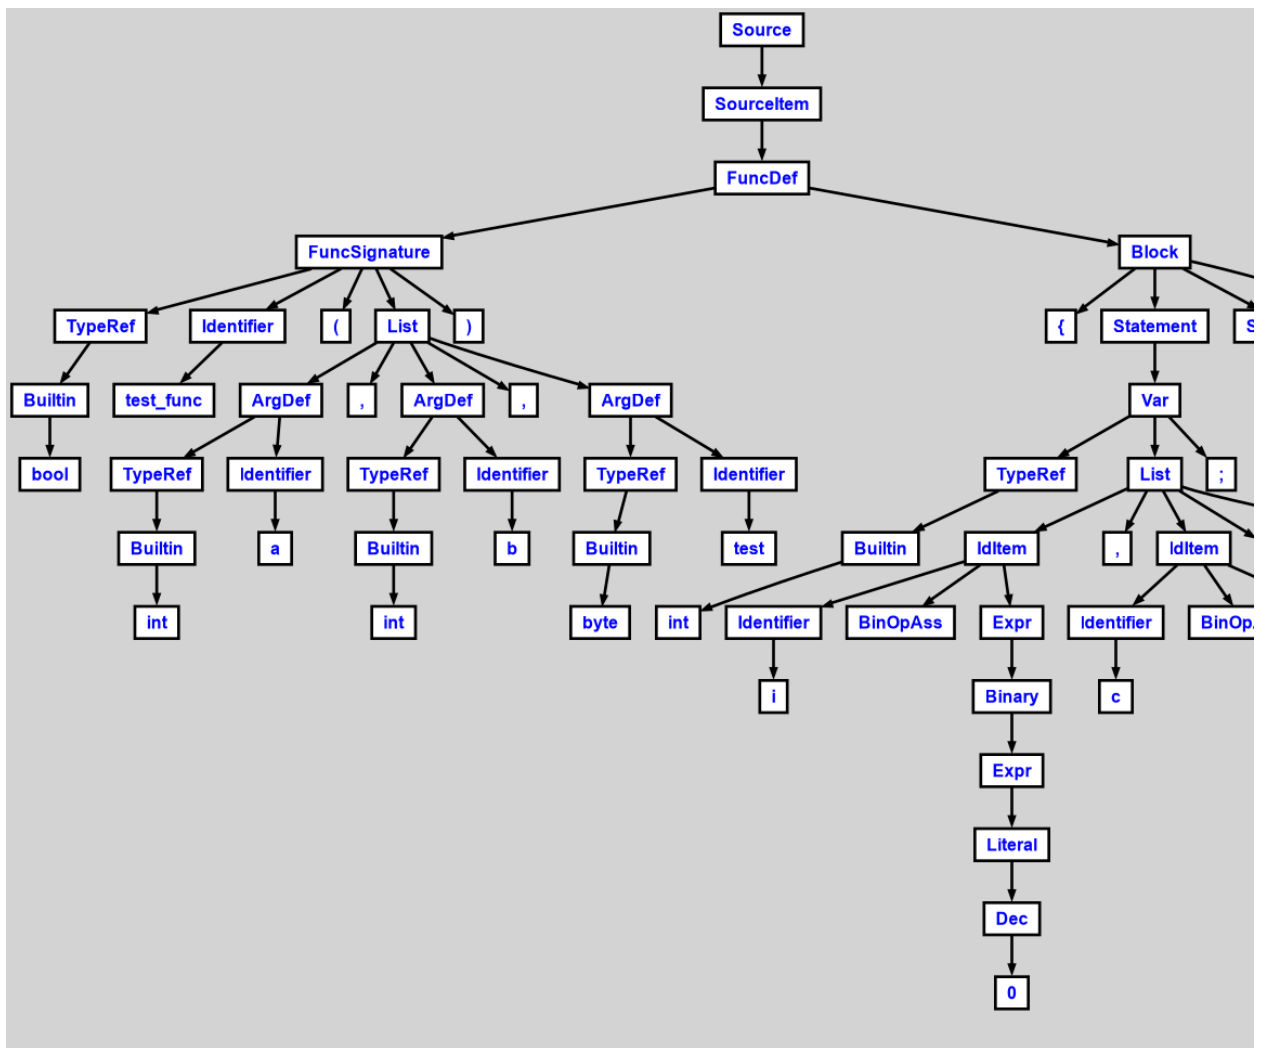 Source
SourceItem
FuncDef
FuncSignature Block
TypeRef Identifier ( List ) { Statement S
Builtin test_func ArgDef , ArgDef , ArgDef Var
bool TypeRef Identifier TypeRef Identifier TypeRef Identifier TypeRef List ;
Builtin a Builtin b Builtin test Builtin IdItem , IdItem
int int byte int Identifier BinOpAss Expr Identifier BinOp
i Binary c
Expr
Literal
Dec
0